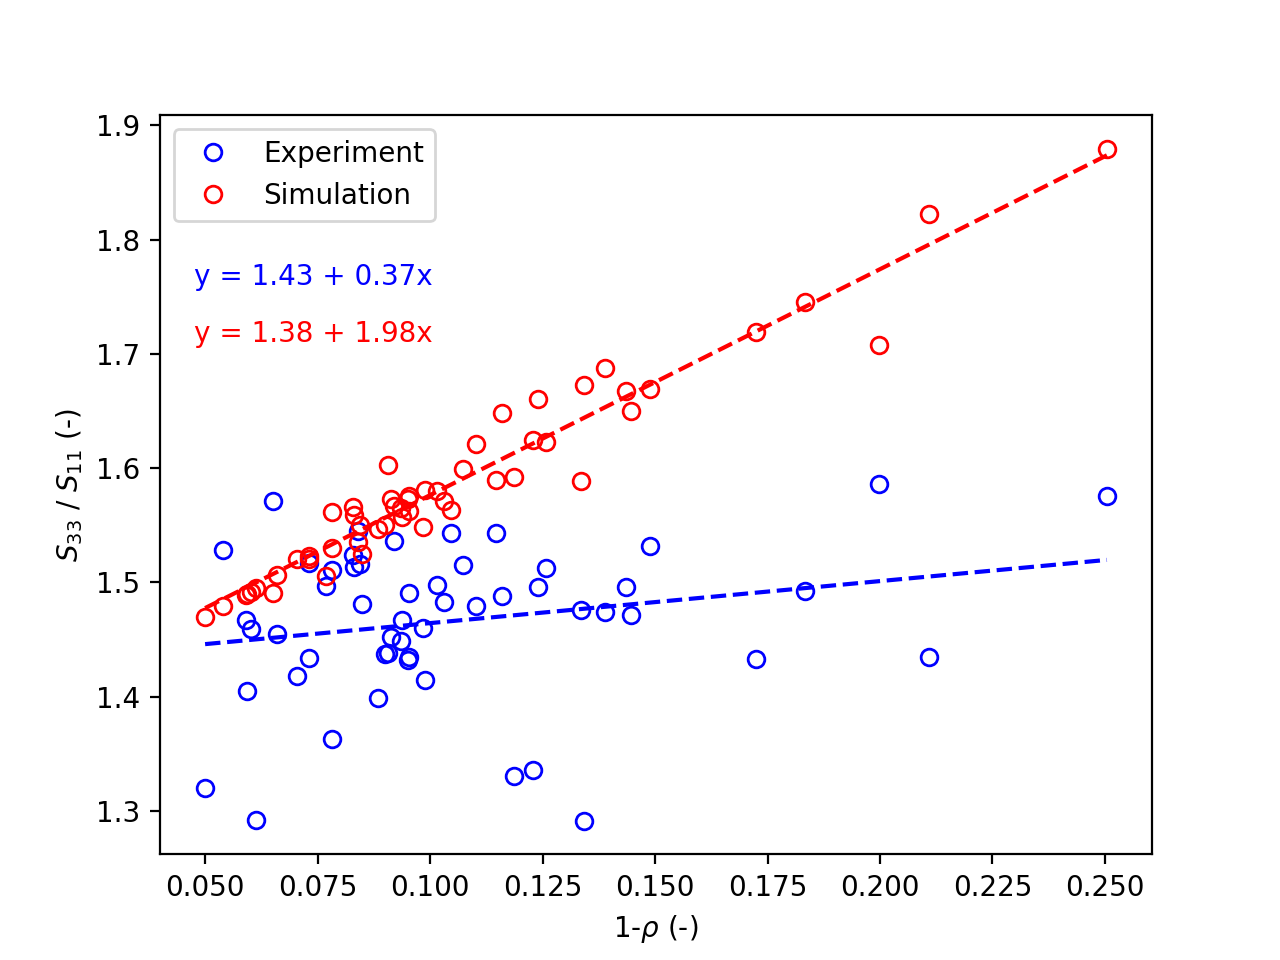 Experiment
Simulation
y = 1.43 + 0.37x
y = 1.38 + 1.98x
1.9
1.8
1.7
1.6
1.5
1.4
1.3
S₃₃ / S₁₁ (-)
0.050 0.075 0.100 0.125 0.150 0.175 0.200 0.225 0.250
1-ρ (-)